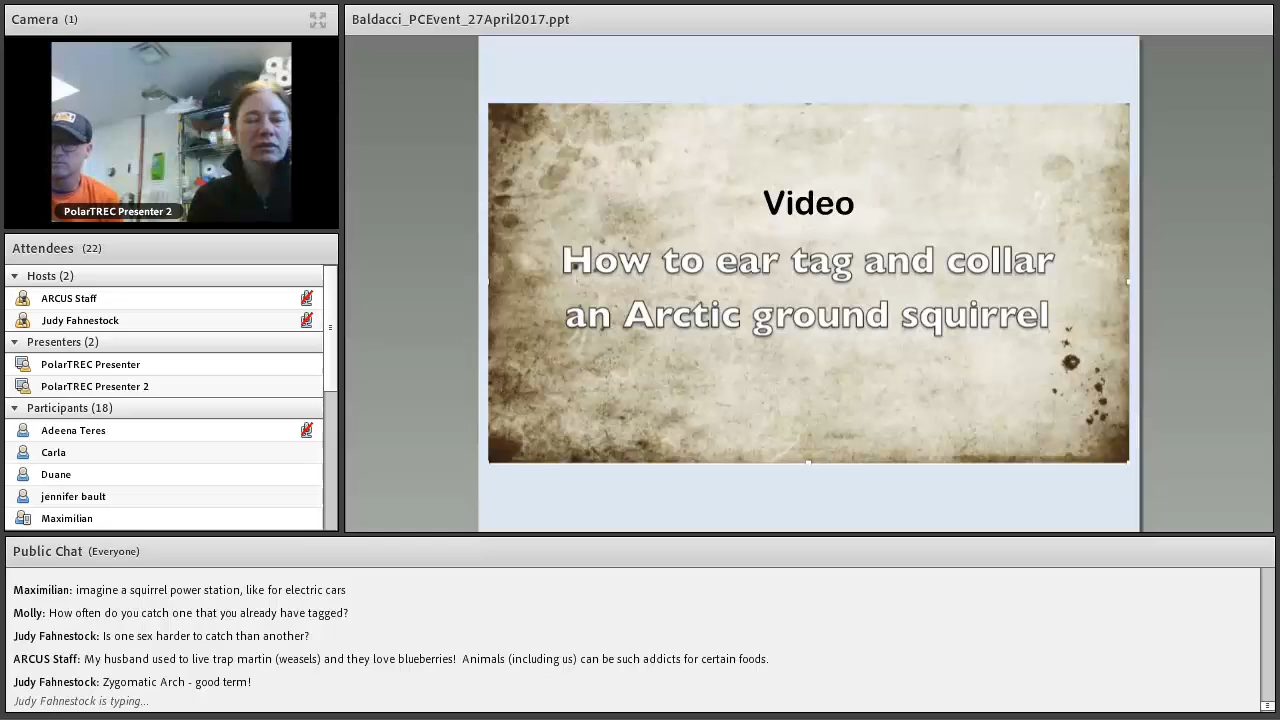 Camera (1)
PolarTREC Presenter 2
Attendees (22)
Hosts (2)
ARCUS Staff
Judy Fahnestock
Presenters (2)
PolarTREC Presenter
PolarTREC Presenter 2
Participants (18)
Adeena Teres
Carla
Duane
jennifer bault
Maximilian
Baldacci_PCEvent_27April2017.ppt
Video
How to ear tag and collar
an Arctic ground squirrel
Public Chat (Everyone)
Maximilian: imagine a squirrel power station, like for electric cars
Molly: How often do you catch one that you already have tagged?
Judy Fahnestock: Is one sex harder to catch than another?
ARCUS Staff: My husband used to live trap martin (weasels) and they love blueberries!  Animals (including us) can be such addicts for certain foods.
Judy Fahnestock: Zygomatic Arch - good term!
Judy Fahnestock is typing...